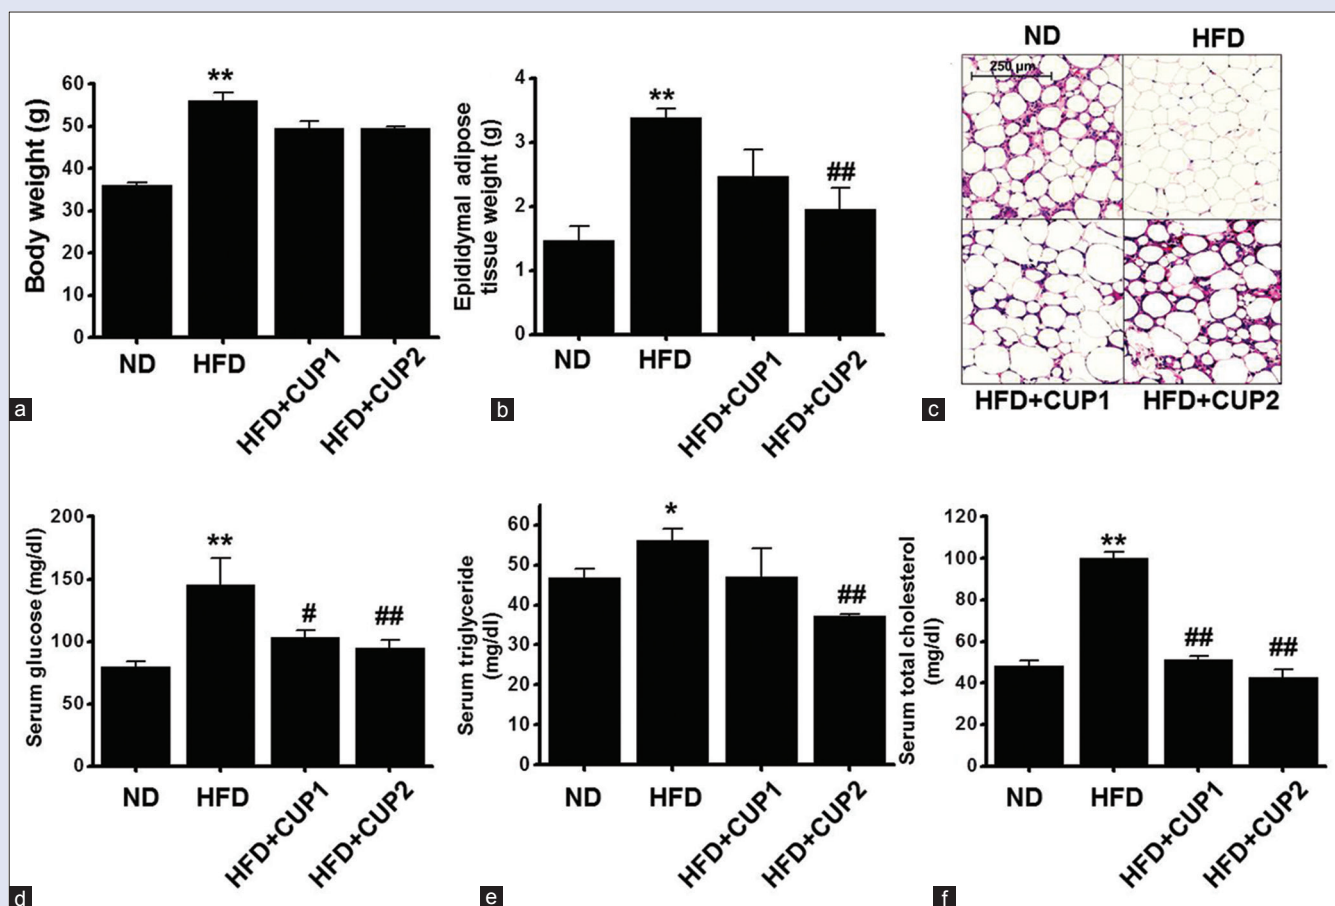 **
60
50
40
30
20
10
0
Body weight (g)
ND
HFD
HFD+CUP1
HFD+CUP2
a
4
3
2
1
0
Epididymal adipose
tissue weight (g)
**
##
ND
HFD
HFD+CUP1
HFD+CUP2
b
ND
HFD
250 µm
HFD+CUP1
HFD+CUP2
c
200
150
100
50
0
Serum glucose (mg/dl)
**
#
##
ND
HFD
HFD+CUP1
HFD+CUP2
d
60
50
40
30
20
10
0
Serum triglyceride
(mg/dl)
*
##
ND
HFD
HFD+CUP1
HFD+CUP2
e
120
100
80
60
40
20
0
Serum total cholesterol
(mg/dl)
**
##
##
ND
HFD
HFD+CUP1
HFD+CUP2
f